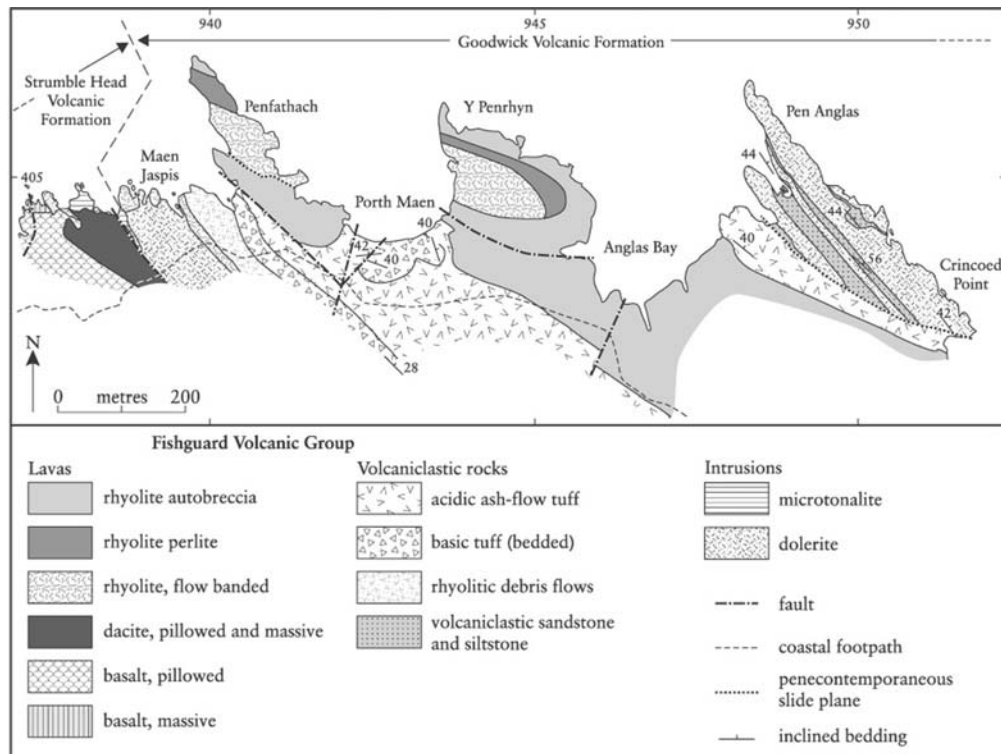 940
945
950
Goodwick Volcanic Formation
Strumble Head
Volcanic
Formation
Penfathach
Y Penrhyn
Pen Anglas
Maen
Jaspis
405
Porth Maen
40
42
40
Anglas Bay
44
44
40
56
Crincoed
Point
42
28
N
0 metres 200
Fishguard Volcanic Group
Lavas
rhyolite autobreccia
rhyolite perlite
rhyolite, flow banded
dacite, pillowed and massive
basalt, pillowed
basalt, massive
Volcaniclastic rocks
acidic ash-flow tuff
basic tuff (bedded)
rhyolitic debris flows
volcaniclastic sandstone
and siltstone
Intrusions
microtonalite
dolerite
fault
coastal footpath
penecontemporaneous
slide plane
inclined bedding